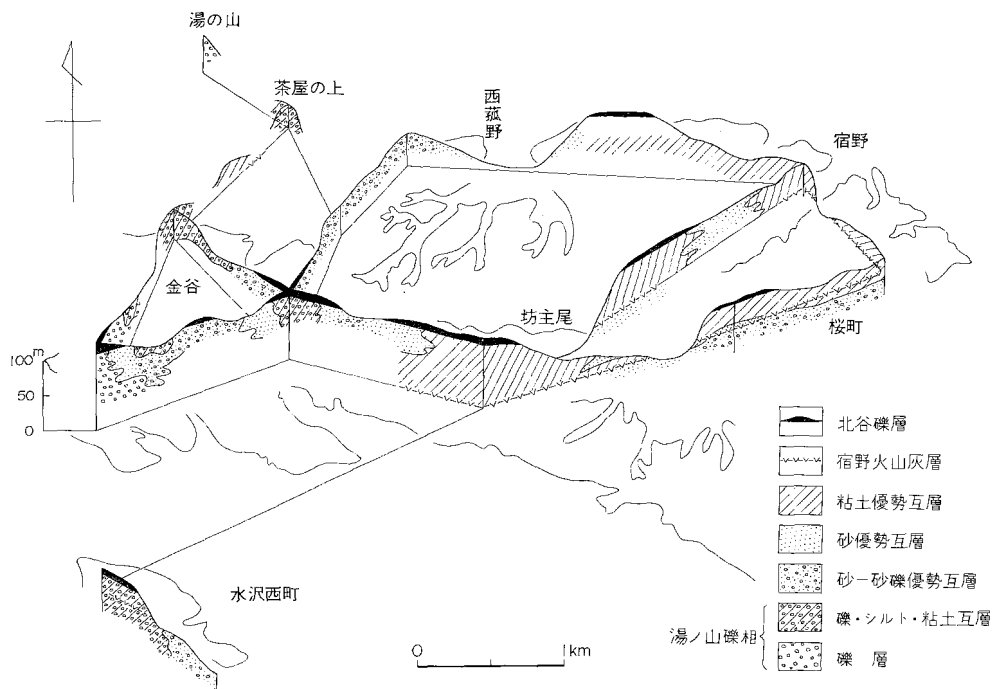 湯の山
茶屋の上
西菰野
宿野
金谷
坊主尾
桜町
100m
50
0
北谷礫層
宿野火山灰層
粘土優勢互層
砂優勢互層
砂－砂礫優勢互層
湯ノ山礫相
礫・シルト・粘土互層
礫 層
水沢西町
0 1km